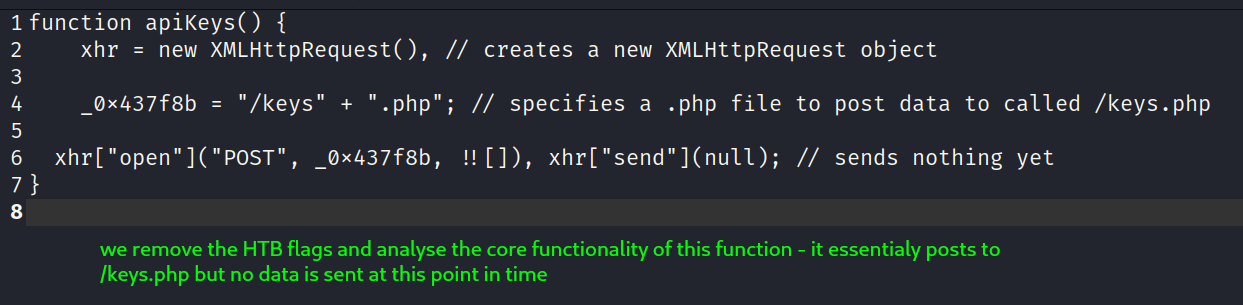 1 function apiKeys() {
2 xhr = new XMLHttpRequest(), // creates a new XMLHttpRequest object
3
4 _0×437f8b = "/keys" + ".php"; // specifies a .php file to post data to called /keys.php
5
6 xhr["open"]("POST", _0×437f8b, !![]), xhr["send"](null); // sends nothing yet
7 }
8
we remove the HTB flags and analyse the core functionality of this function - it essentialy posts to
/keys.php but no data is sent at this point in time